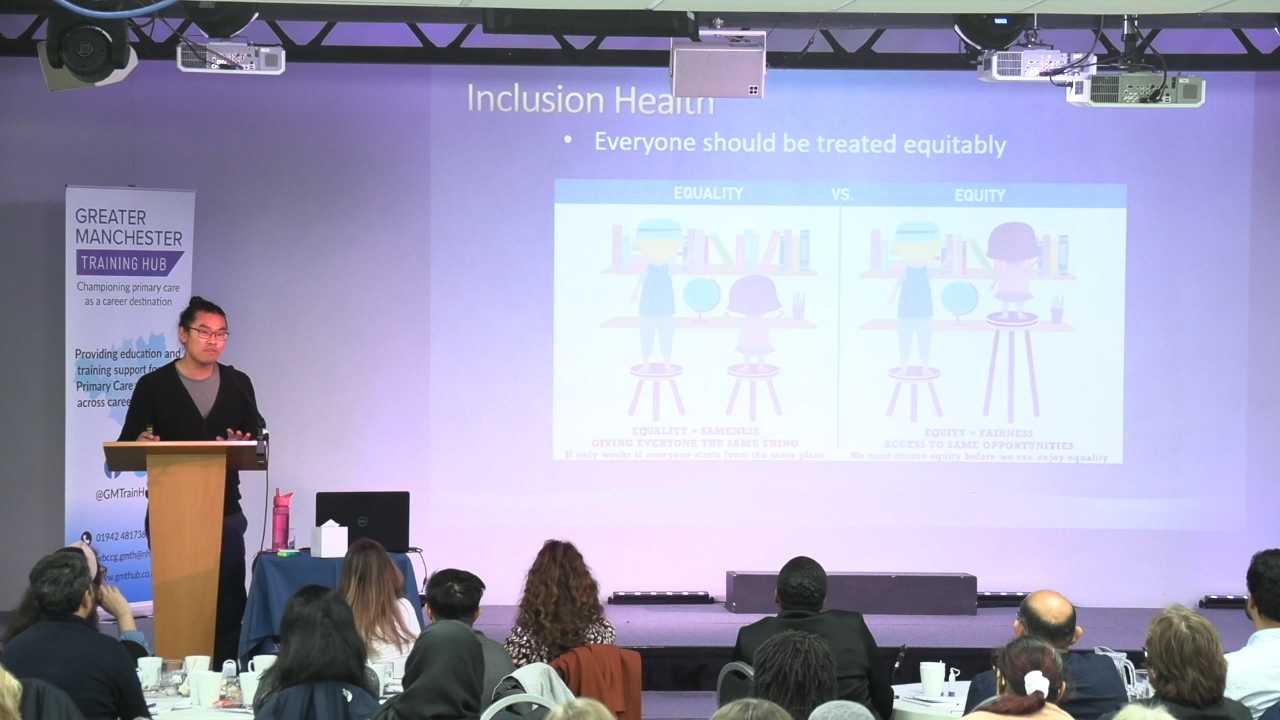 Inclusion Health
• Everyone should be treated equitably
EQUALITY VS. EQUITY
EQUALITY = SAMENESS
GIVING EVERYONE THE SAME THING
It only works if everyone starts from the same place
EQUITY = FAIRNESS
ACCESS TO SAME OPPORTUNITIES
We must ensure equity before we can enjoy equality
GREATER
MANCHESTER
TRAINING HUB
Championing primary care
as a career destination
Providing education and
training support
Primary Care
across
@GMTrainH
01942 48173
DELL